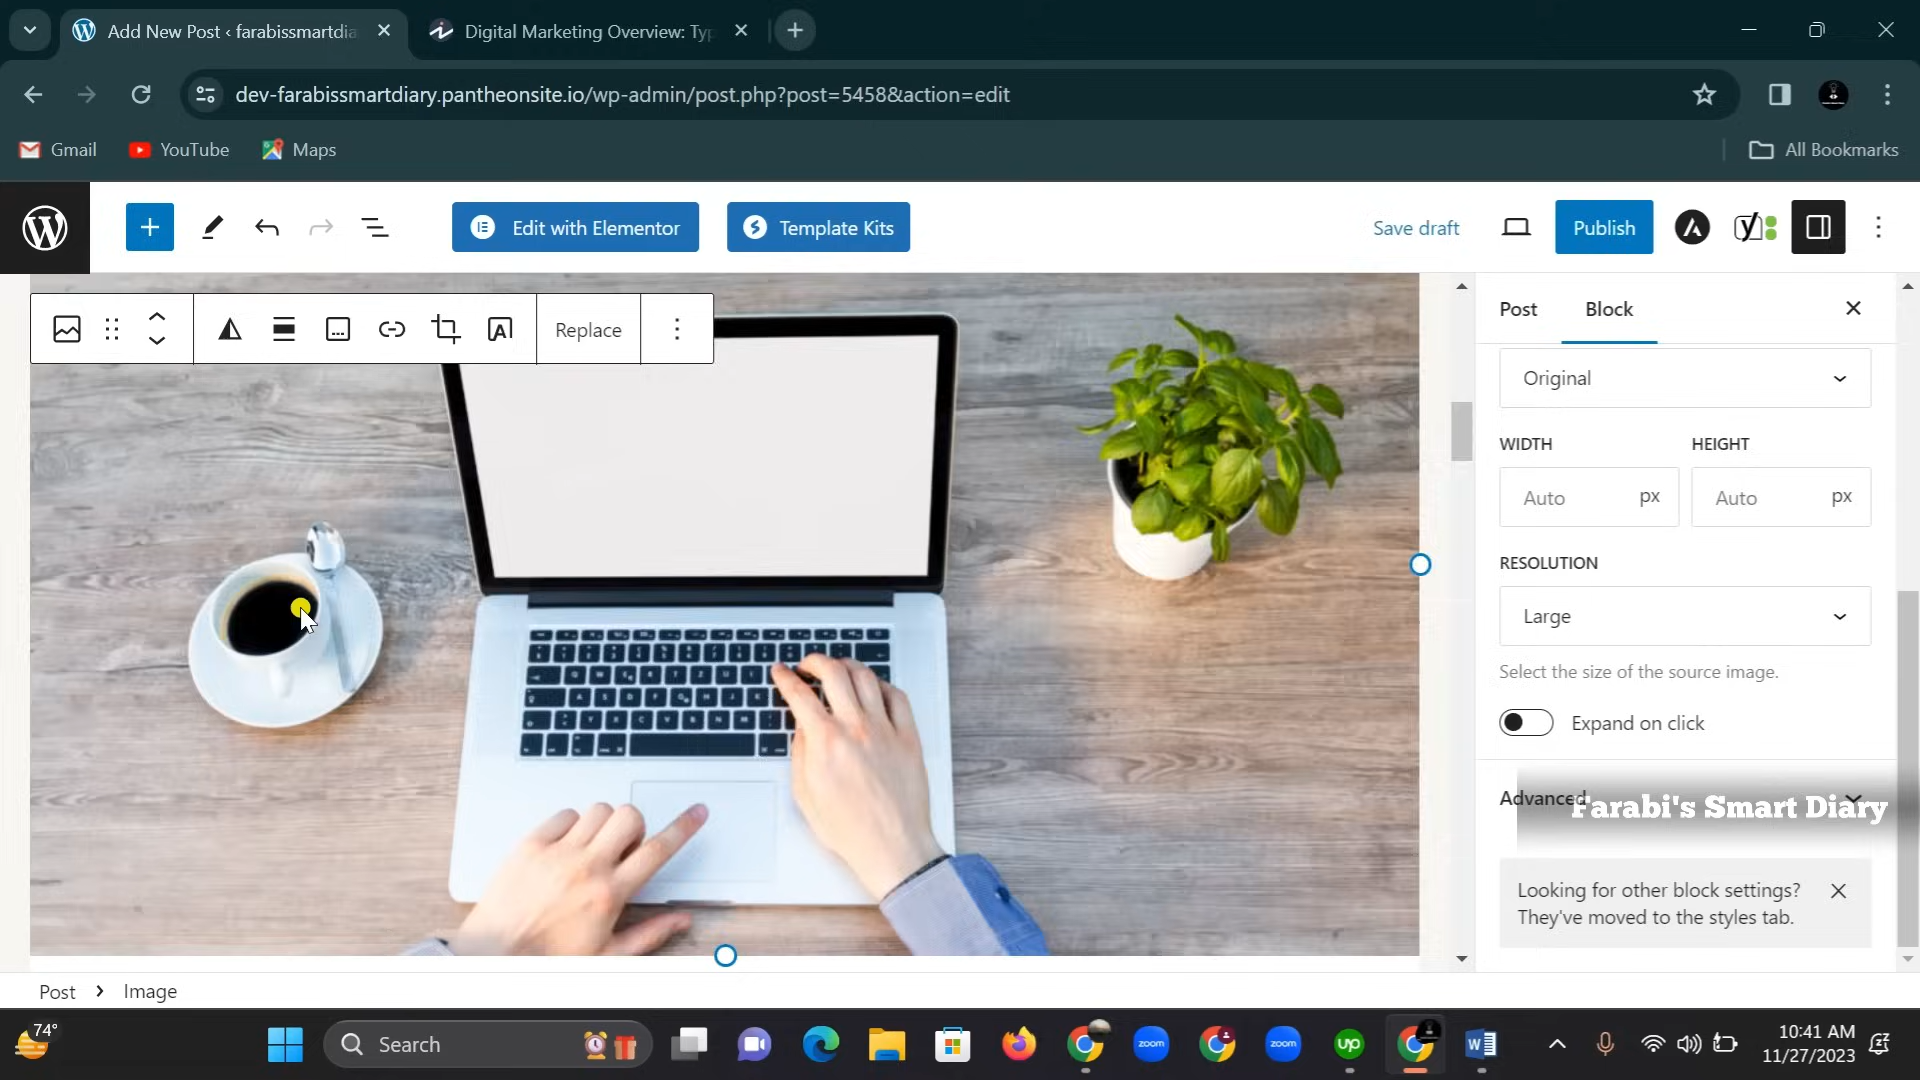 Add New Post ‹ farabissmartdia
Digital Marketing Overview: Typ
dev-farabissmartdiary.pantheonsite.io/wp-admin/post.php?post=5458&action=edit
Gmail
YouTube
Maps
All Bookmarks
Edit with Elementor
Template Kits
Save draft
Publish
Replace
Post
Block
Original
WIDTH
HEIGHT
Auto px
Auto px
RESOLUTION
Large
Select the size of the source image.
Expand on click
Advanced
Farabi's Smart Diary
Looking for other block settings?
They've moved to the styles tab.
Post > Image
74°
Search
zoom
zoom
up
10:41 AM
11/27/2023